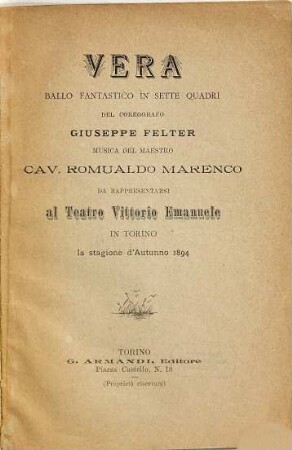 VERA
BALLO FANTASTICO IN SETTE QUADRI
DEL COREOGRAFO
GIUSEPPE FELTER
MUSICA DEL MAESTRO
CAV. ROMUALDO MARENCO
DA RAPPRESENTARSI
al Teatro Vittorio Emanuele
IN TORINO
la stagione d'Autunno 1894
TORINO
G. ARMANDI, Editore
Piazza Castello, N. 18
(Proprietà riservata)